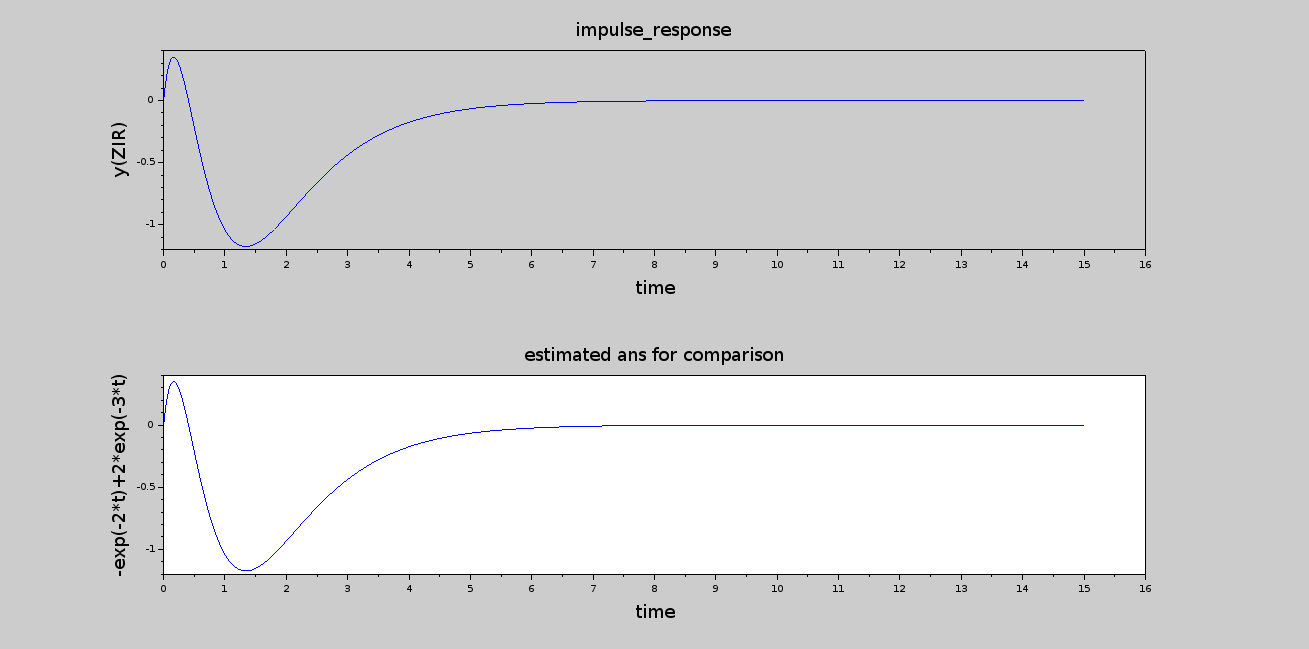 impulse_response
y(ZIR)
0
-0.5
-1
0 1 2 3 4 5 6 7 8 9 10 11 12 13 14 15 16
time
estimated ans for comparison
-exp(-2*t)+2*exp(-3*t)
0
-0.5
-1
0 1 2 3 4 5 6 7 8 9 10 11 12 13 14 15 16
time